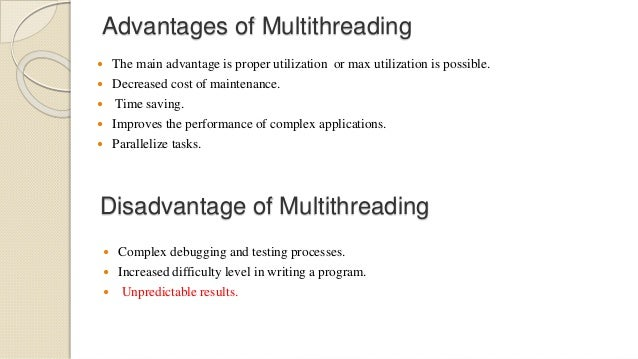 Advantages of Multithreading
• The main advantage is proper utilization or max utilization is possible.
• Decreased cost of maintenance.
• Time saving.
• Improves the performance of complex applications.
• Parallelize tasks.
Disadvantage of Multithreading
• Complex debugging and testing processes.
• Increased difficulty level in writing a program.
• Unpredictable results.